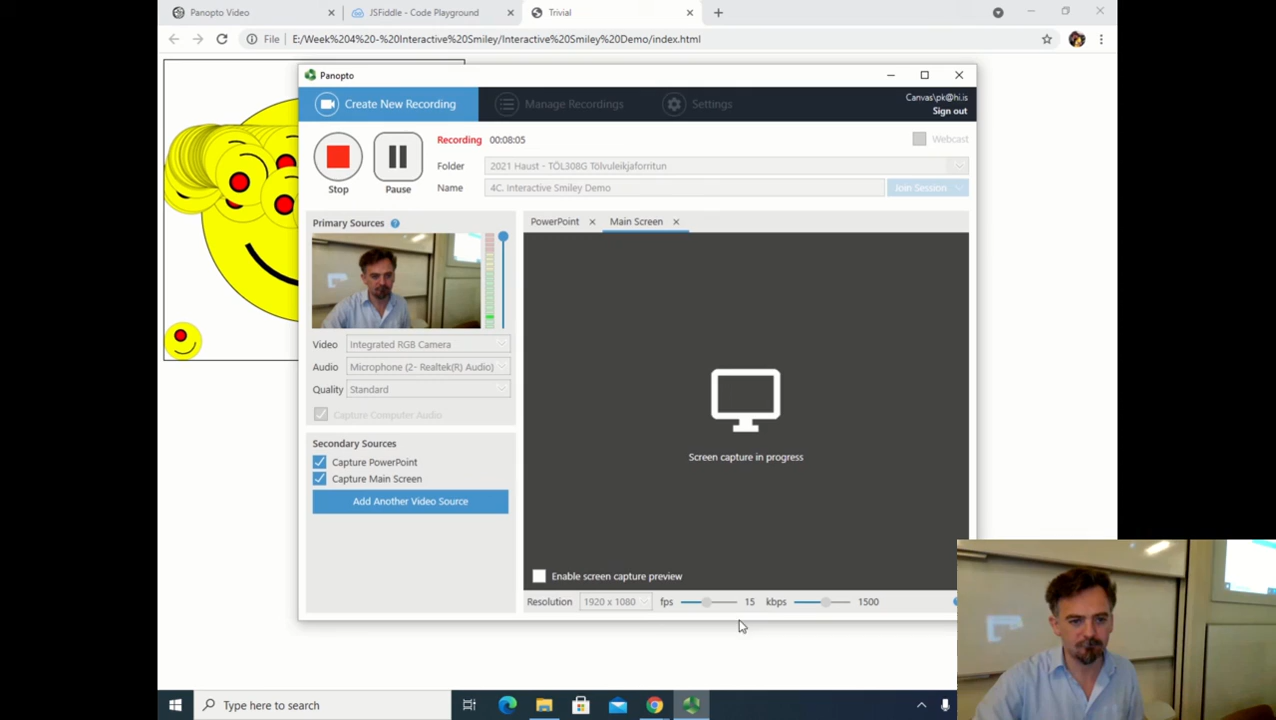 Panopto Video
JSFiddle - Code Playground
Trivial
File
E:/Week%204%20-%20Interactive%20Smiley/Interactive%20Smiley%20Demo/index.html
Panopto
Create New Recording
Manage Recordings
Settings
Canvas\pk@hi.is
Sign out
Stop
Pause
Recording 00:08:05
Webcast
Folder 2021 Haust - TÖL308G Tölvuleikjaforritun
Name 4C. Interactive Smiley Demo
Join Session
Primary Sources
Video Integrated RGB Camera
Audio Microphone (2- Realtek(R) Audio)
Quality Standard
Capture Computer Audio
Secondary Sources
Capture PowerPoint
Capture Main Screen
Add Another Video Source
PowerPoint
Main Screen
Screen capture in progress
Enable screen capture preview
Resolution 1920 x 1080 fps 15 kbps 1500
Type here to search